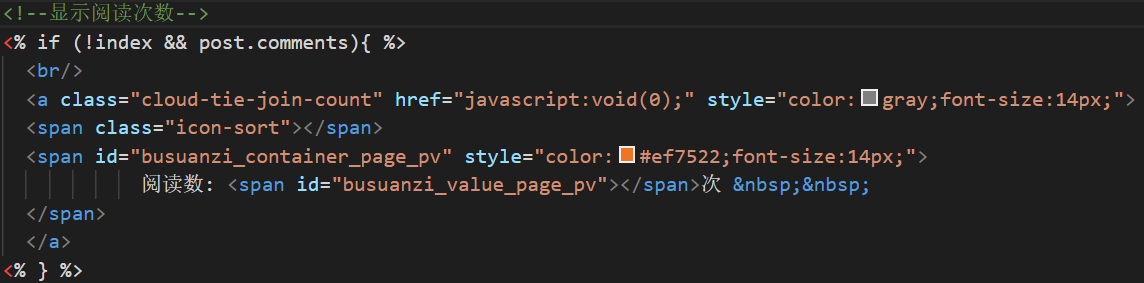 <!--显示阅读次数-->
<% if (!index && post.comments){ %>
<br/>
<a class="cloud-tie-join-count" href="javascript:void(0);" style="color:gray;font-size:14px;">
<span class="icon-sort"></span>
<span id="busuanzi_container_page_pv" style="color:#ef7522;font-size:14px;">
阅读数: <span id="busuanzi_value_page_pv"></span>次 &nbsp;&nbsp;
</span>
</a>
<% } %>